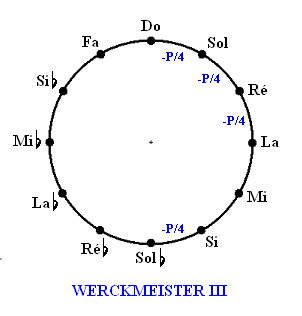 Do
Fa
Sol
-P/4
Si♭
-P/4
Ré
-P/4
Mi♭
La
La♭
Mi
Ré♭
-P/4
Si
Sol♭
WERCKMEISTER III